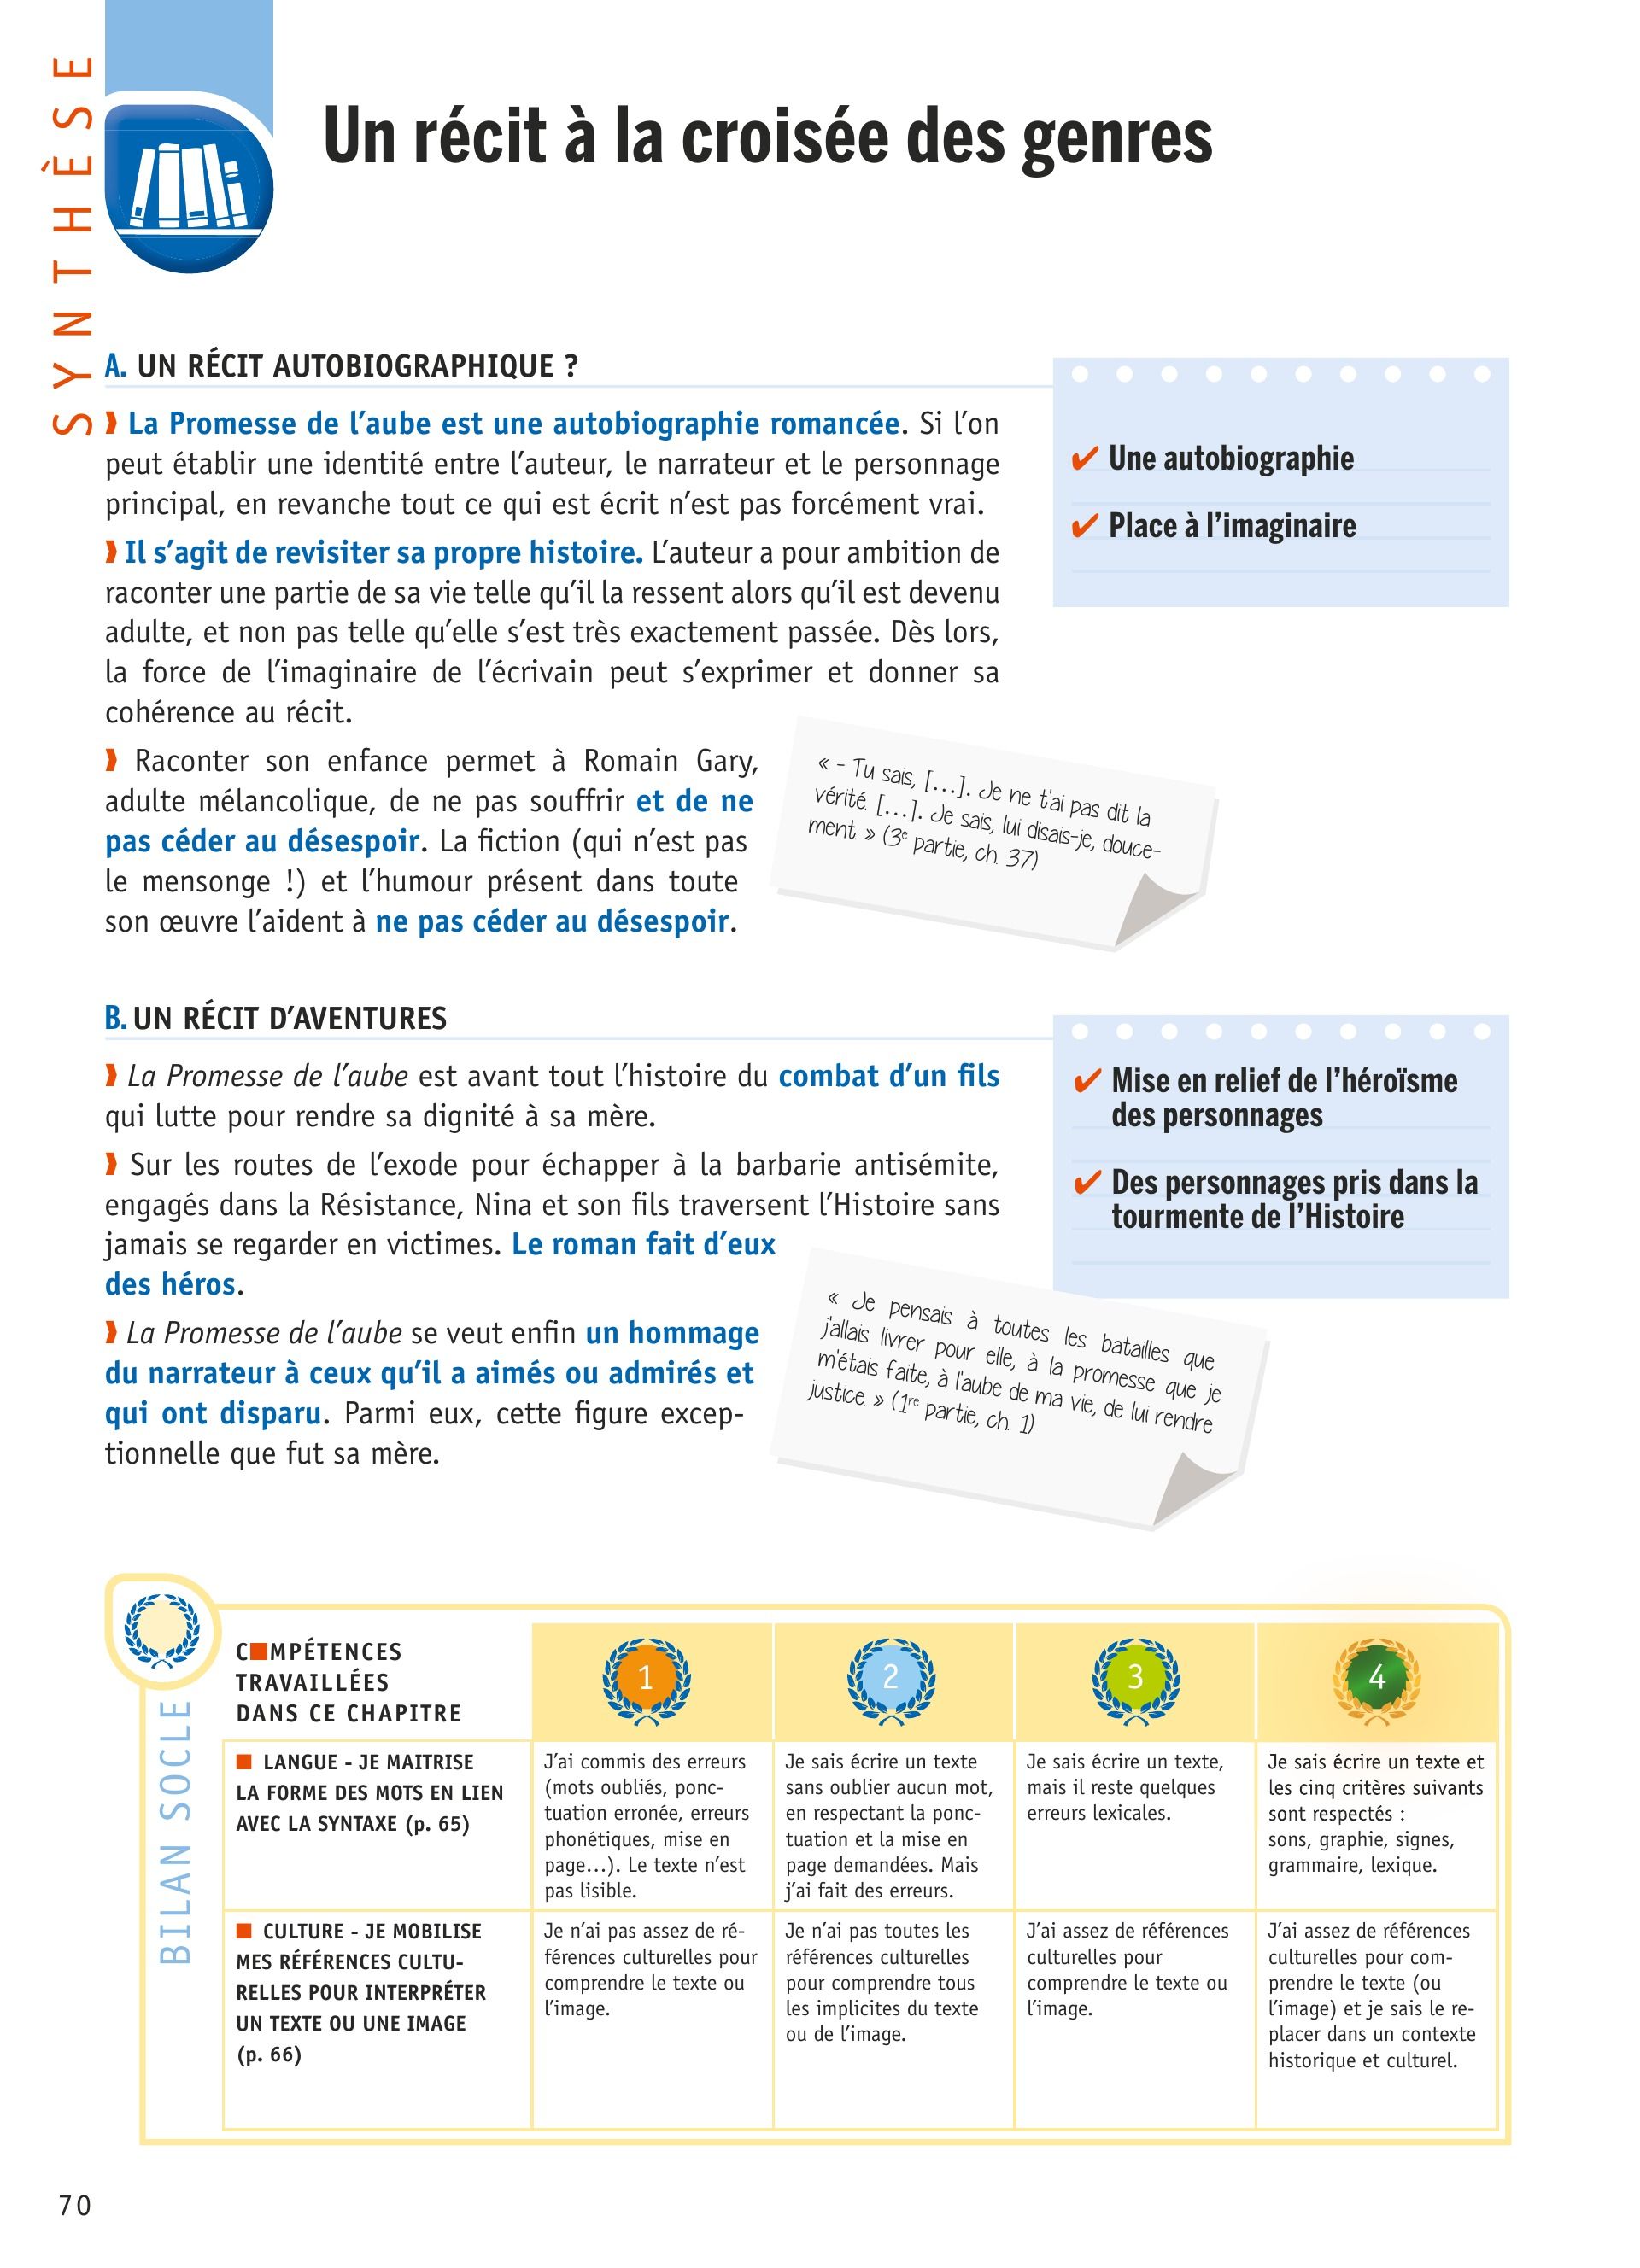 SYNTHÈSE
Un récit à la croisée des genres
A. UN RÉCIT AUTOBIOGRAPHIQUE ?
❱ La Promesse de l’aube est une autobiographie romancée. Si l’on
peut établir une identité entre l’auteur, le narrateur et le personnage
principal, en revanche tout ce qui est écrit n’est pas forcément vrai.
❱ Il s’agit de revisiter sa propre histoire. L’auteur a pour ambition de
raconter une partie de sa vie telle qu’il la ressent alors qu’il est devenu
adulte, et non pas telle qu’elle s’est très exactement passée. Dès lors,
la force de l’imaginaire de l’écrivain peut s’exprimer et donner sa
cohérence au récit.
❱ Raconter son enfance permet à Romain Gary,
adulte mélancolique, de ne pas souffrir et de ne
pas céder au désespoir. La fiction (qui n’est pas
le mensonge !) et l’humour présent dans toute
son œuvre l’aident à ne pas céder au désespoir.
✔ Une autobiographie
✔ Place à l’imaginaire
« – Tu sais, [...]. Je ne t’ai pas dit la
vérité. [...]. Je sais, lui disais-je, douce-
ment. » (3e partie, ch. 37)
B. UN RÉCIT D’AVENTURES
❱ La Promesse de l’aube est avant tout l’histoire du combat d’un fils
qui lutte pour rendre sa dignité à sa mère.
❱ Sur les routes de l’exode pour échapper à la barbarie antisémite,
engagés dans la Résistance, Nina et son fils traversent l’Histoire sans
jamais se regarder en victimes. Le roman fait d’eux
des héros.
❱ La Promesse de l’aube se veut enfin un hommage
du narrateur à ceux qu’il a aimés ou admirés et
qui ont disparu. Parmi eux, cette figure excep-
tionnelle que fut sa mère.
✔ Mise en relief de l’héroïsme
des personnages
✔ Des personnages pris dans la
tourmente de l’Histoire
« Je pensais à toutes les batailles que
j’allais livrer pour elle, à la promesse que je
m’étais faite, à l’aube de ma vie, de lui rendre
justice. » (1re partie, ch. 1)
BILAN SOCLE
C■MPÉTENCES
TRAVAILLÉES
DANS CE CHAPITRE
1
2
3
4
■ LANGUE - JE MAITRISE
LA FORME DES MOTS EN LIEN
AVEC LA SYNTAXE (p. 65)
J’ai commis des erreurs
(mots oubliés, ponc-
tuation erronée, erreurs
phonétiques, mise en
page...). Le texte n’est
pas lisible.
Je sais écrire un texte
sans oublier aucun mot,
en respectant la ponc-
tuation et la mise en
page demandées. Mais
j’ai fait des erreurs.
Je sais écrire un texte,
mais il reste quelques
erreurs lexicales.
Je sais écrire un texte et
les cinq critères suivants
sont respectés :
sons, graphie, signes,
grammaire, lexique.
■ CULTURE - JE MOBILISE
MES RÉFÉRENCES CULTU-
RELLES POUR INTERPRÉTER
UN TEXTE OU UNE IMAGE
(p. 66)
Je n’ai pas assez de ré-
férences culturelles pour
comprendre le texte ou
l’image.
Je n’ai pas toutes les
références culturelles
pour comprendre tous
les implicites du texte
ou de l’image.
J’ai assez de références
culturelles pour
comprendre le texte ou
l’image.
J’ai assez de références
culturelles pour com-
prendre le texte (ou
l’image) et je sais le re-
placer dans un contexte
historique et culturel.
70